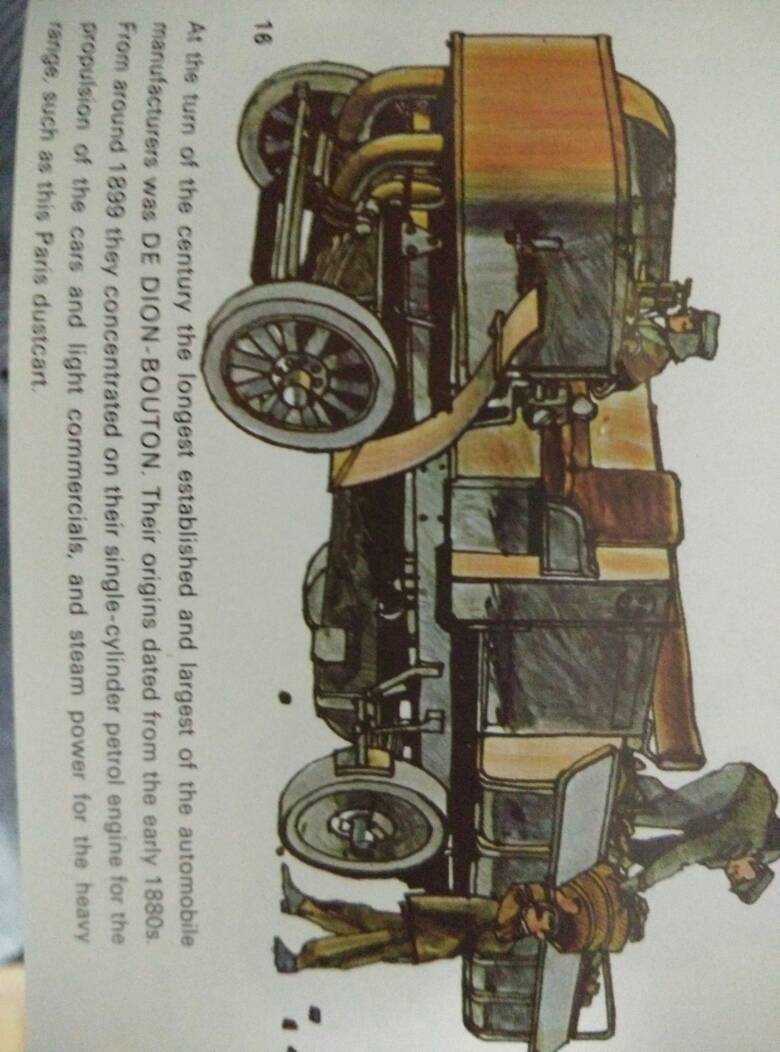 16
At the turn of the century the longest established and largest of the automobile
manufacturers was DE DION-BOUTON. Their origins dated from the early 1880s.
From around 1899 they concentrated on their single-cylinder petrol engine for the
propulsion of the cars and light commercials, and steam power for the heavy
range, such as this Paris dustcart.